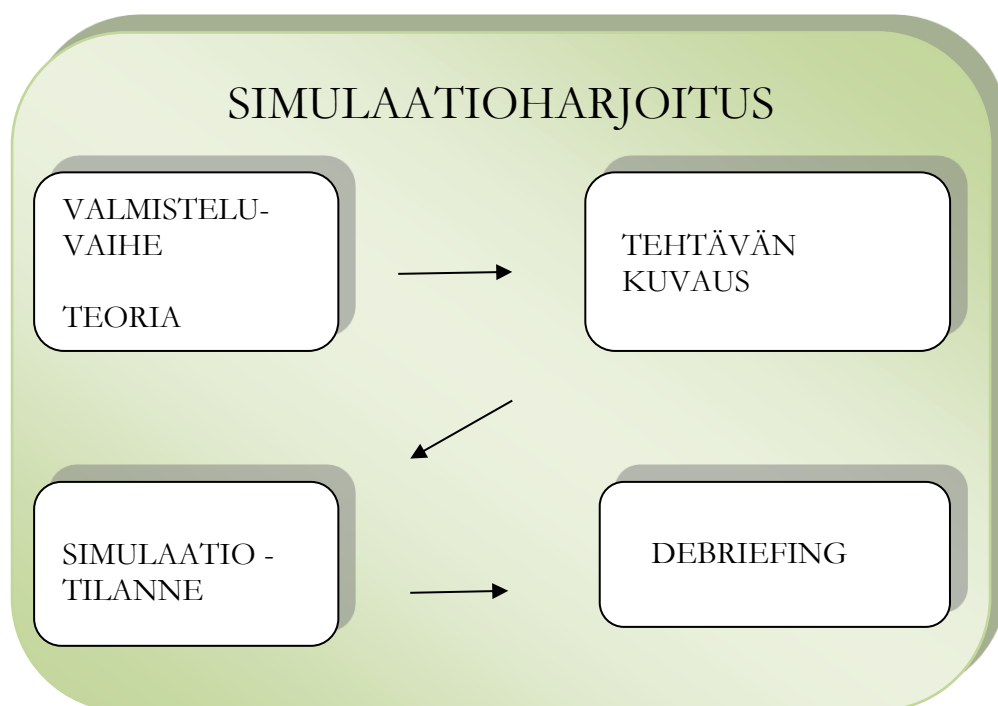 SIMULAATIOHARJOITUS
VALMISTELU-
VAIHE
TEORIA
TEHTÄVÄN
KUVAUS
SIMULAATIO -
TILANNE
DEBRIEFING